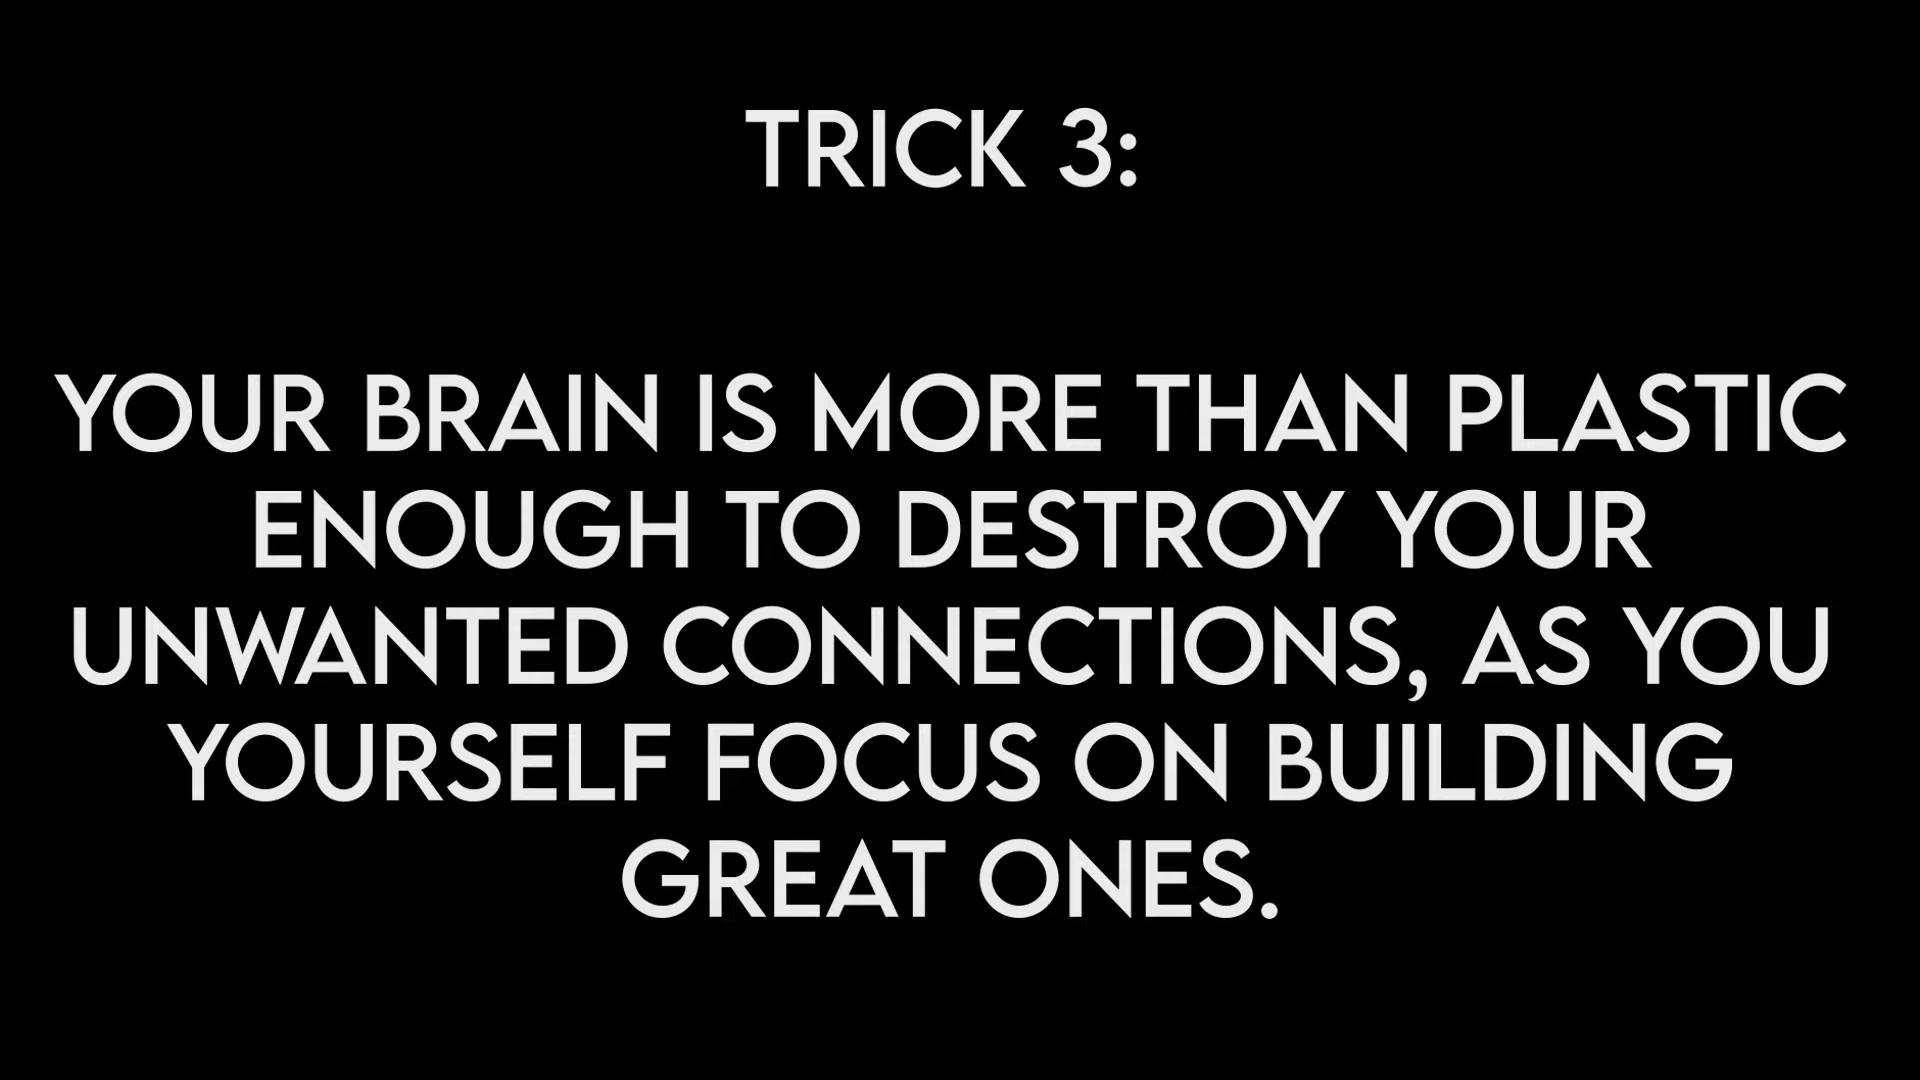 TRICK 3:
YOUR BRAIN IS MORE THAN PLASTIC
ENOUGH TO DESTROY YOUR
UNWANTED CONNECTIONS, AS YOU
YOURSELF FOCUS ON BUILDING
GREAT ONES.